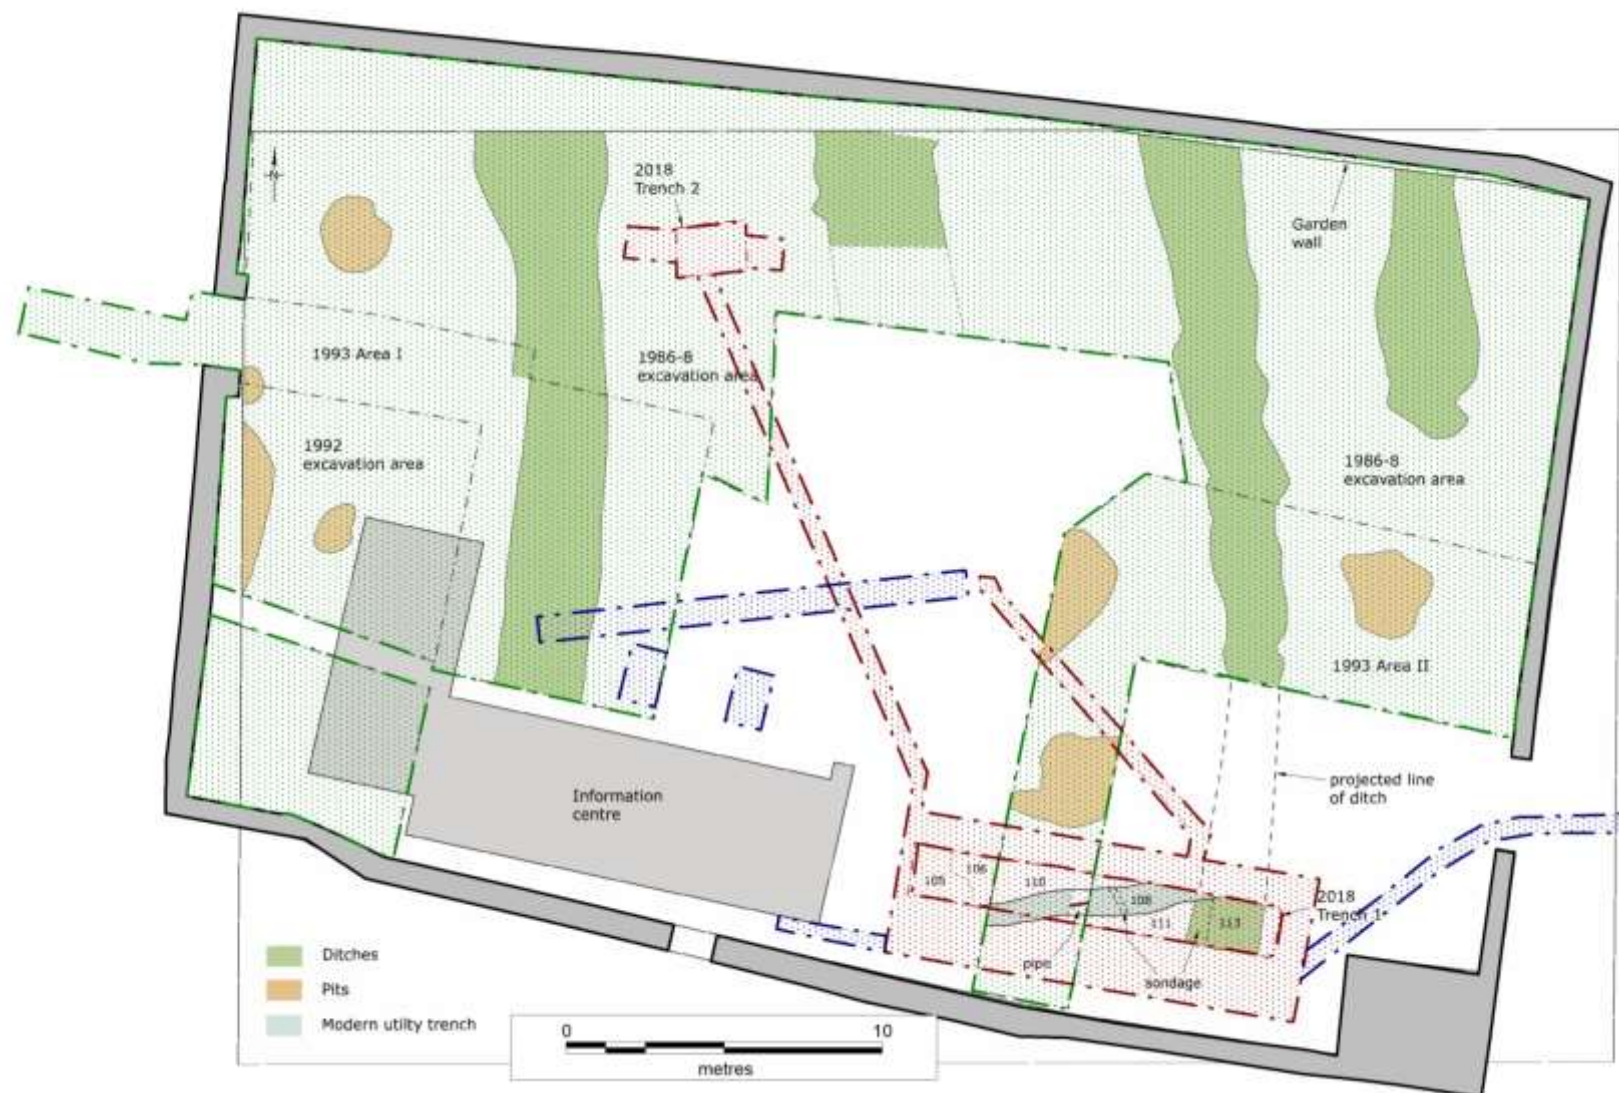 2018
Trench 2
N
Garden
wall
1993 Area I
1986-8
excavation area
1992
excavation area
1986-8
excavation area
1993 Area II
projected line
of ditch
Information
centre
106
105
110
108
111
113
2018
Trench 1
pipe
sondage
Ditches
Pits
Modern utilty trench
0
10
metres